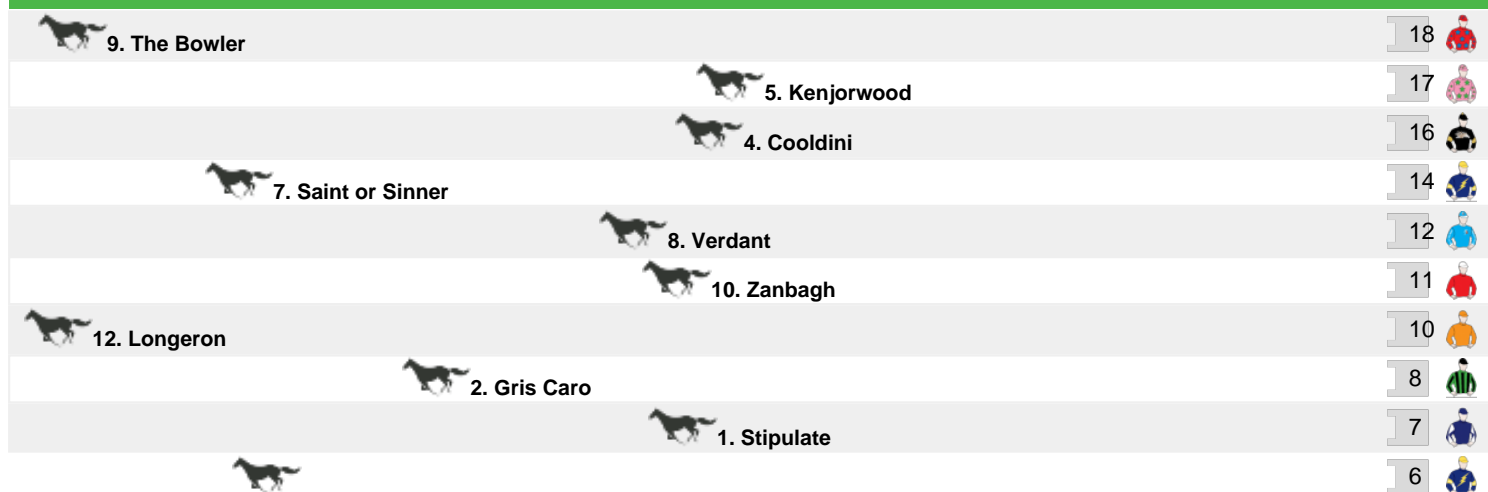 9. The Bowler 18
5. Kenjorwood 17
4. Cooldini 16
7. Saint or Sinner 14
8. Verdant 12
10. Zanbagh 11
12. Longeron 10
2. Gris Caro 8
1. Stipulate 7
6